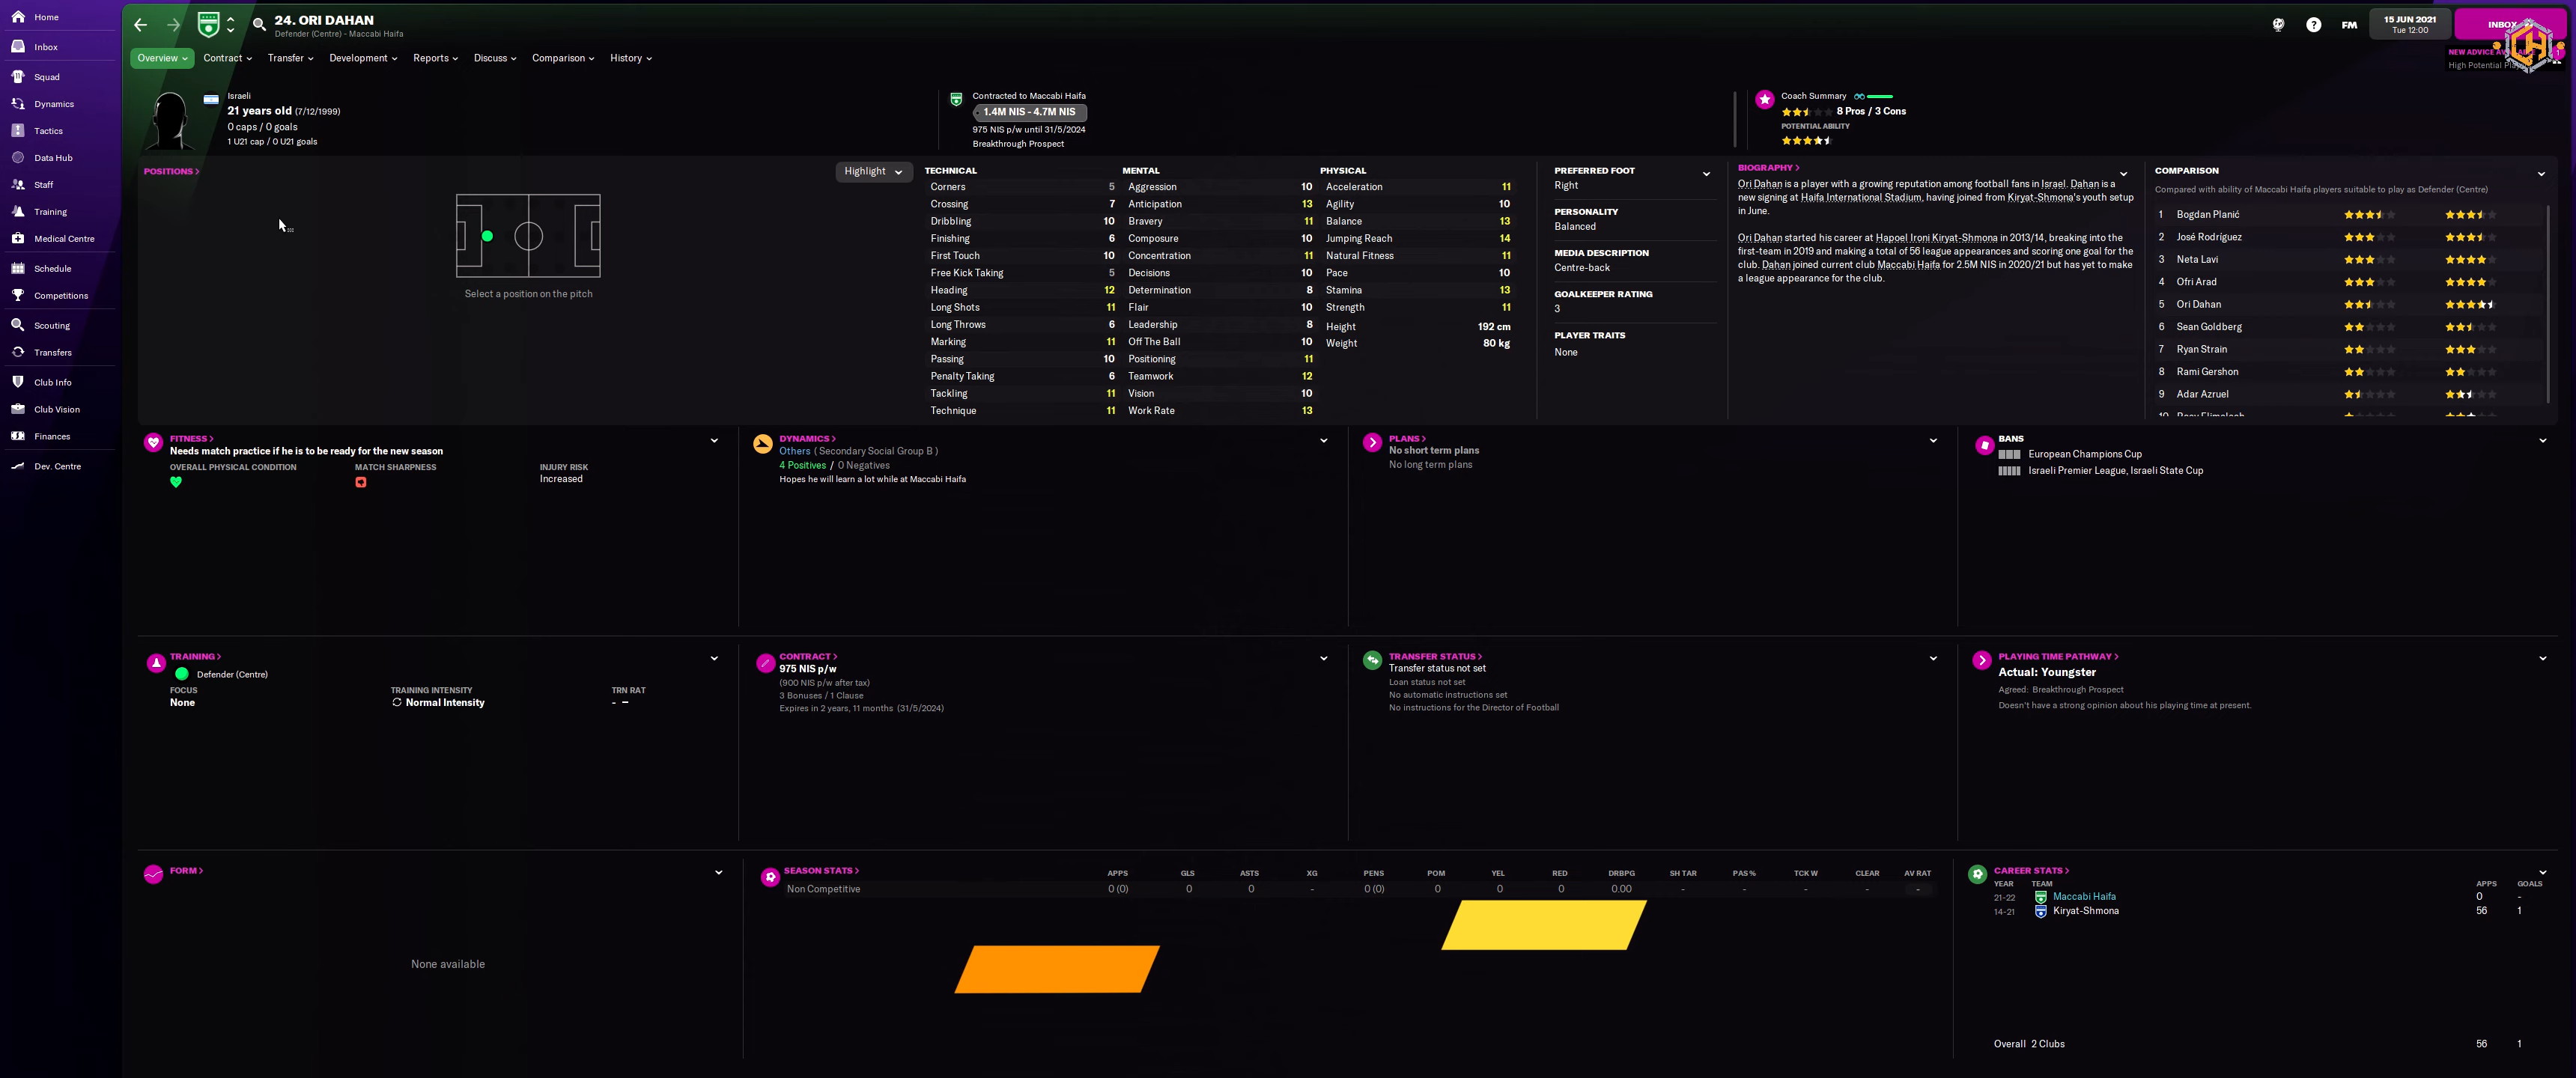 Home
Inbox
Squad
Dynamics
Tactics
Data Hub
Staff
Training
Medical Centre
Schedule
Competitions
Scouting
Transfers
Club Info
Club Vision
Finances
Dev. Centre
24. ORI DAHAN
Defender (Centre) - Maccabi Haifa
FM
15 JUN 2021
Tue 12:00
INBOX
NEW ADVICE
High Potential
Overview Contract Transfer Development Reports Discuss Comparison History
Israeli
21 years old (7/12/1999)
0 caps / 0 goals
1 U21 cap / 0 U21 goals
Contracted to Maccabi Haifa
1.4M NIS - 4.7M NIS
975 NIS p/w until 31/5/2024
Breakthrough Prospect
Coach Summary
8 Pros / 3 Cons
POTENTIAL ABILITY
POSITIONS >
Highlight
Select a position on the pitch
TECHNICAL
Corners 5
Crossing 7
Dribbling 10
Finishing 6
First Touch 10
Free Kick Taking 5
Heading 12
Long Shots 11
Long Throws 6
Marking 11
Passing 10
Penalty Taking 6
Tackling 11
Technique 11
MENTAL
Aggression 10
Anticipation 13
Bravery 11
Composure 10
Concentration 11
Decisions 10
Determination 8
Flair 10
Leadership 8
Off The Ball 10
Positioning 11
Teamwork 12
Vision 10
Work Rate 13
PHYSICAL
Acceleration 11
Agility 10
Balance 13
Jumping Reach 14
Natural Fitness 11
Pace 10
Stamina 13
Strength 11
Height 192 cm
Weight 80 kg
PREFERRED FOOT
Right
PERSONALITY
Balanced
MEDIA DESCRIPTION
Centre-back
GOALKEEPER RATING
3
PLAYER TRAITS
None
BIOGRAPHY >
Ori Dahan is a player with a growing reputation among football fans in Israel. Dahan is a
new signing at Haifa International Stadium, having joined from Kiryat-Shmona's youth setup
in June.
Ori Dahan started his career at Hapoel Ironi Kiryat-Shmona in 2013/14, breaking into the
first-team in 2019 and making a total of 56 league appearances and scoring one goal for the
club. Dahan joined current club Maccabi Haifa for 2.5M NIS in 2020/21 but has yet to make
a league appearance for the club.
COMPARISON
Compared with ability of Maccabi Haifa players suitable to play as Defender (Centre)
1 Bogdan Planić
2 José Rodríguez
3 Neta Lavi
4 Ofri Arad
5 Ori Dahan
6 Sean Goldberg
7 Ryan Strain
8 Rami Gershon
9 Adar Azruel
FITNESS >
Needs match practice if he is to be ready for the new season
OVERALL PHYSICAL CONDITION MATCH SHARPNESS INJURY RISK
Increased
DYNAMICS >
Others ( Secondary Social Group B )
4 Positives / 0 Negatives
Hopes he will learn a lot while at Maccabi Haifa
PLANS >
No short term plans
No long term plans
BANS
European Champions Cup
Israeli Premier League, Israeli State Cup
TRAINING >
Defender (Centre)
FOCUS TRAINING INTENSITY TRN RAT
None Normal Intensity - –
CONTRACT >
975 NIS p/w
(900 NIS p/w after tax)
3 Bonuses / 1 Clause
Expires in 2 years, 11 months (31/5/2024)
TRANSFER STATUS >
Transfer status not set
Loan status not set
No automatic instructions set
No instructions for the Director of Football
PLAYING TIME PATHWAY >
Actual: Youngster
Agreed: Breakthrough Prospect
Doesn't have a strong opinion about his playing time at present.
FORM >
None available
SEASON STATS > APPS GLS ASTS XG PENS POM YEL RED DRBPG SH TAR PAS % TCK W CLEAR AV RAT
Non Competitive 0 (0) 0 0 - 0 (0) 0 0 0 0.00 - - - - -
CAREER STATS >
YEAR TEAM APPS GOALS
21-22 Maccabi Haifa 0 -
14-21 Kiryat-Shmona 56 1
Overall 2 Clubs 56 1